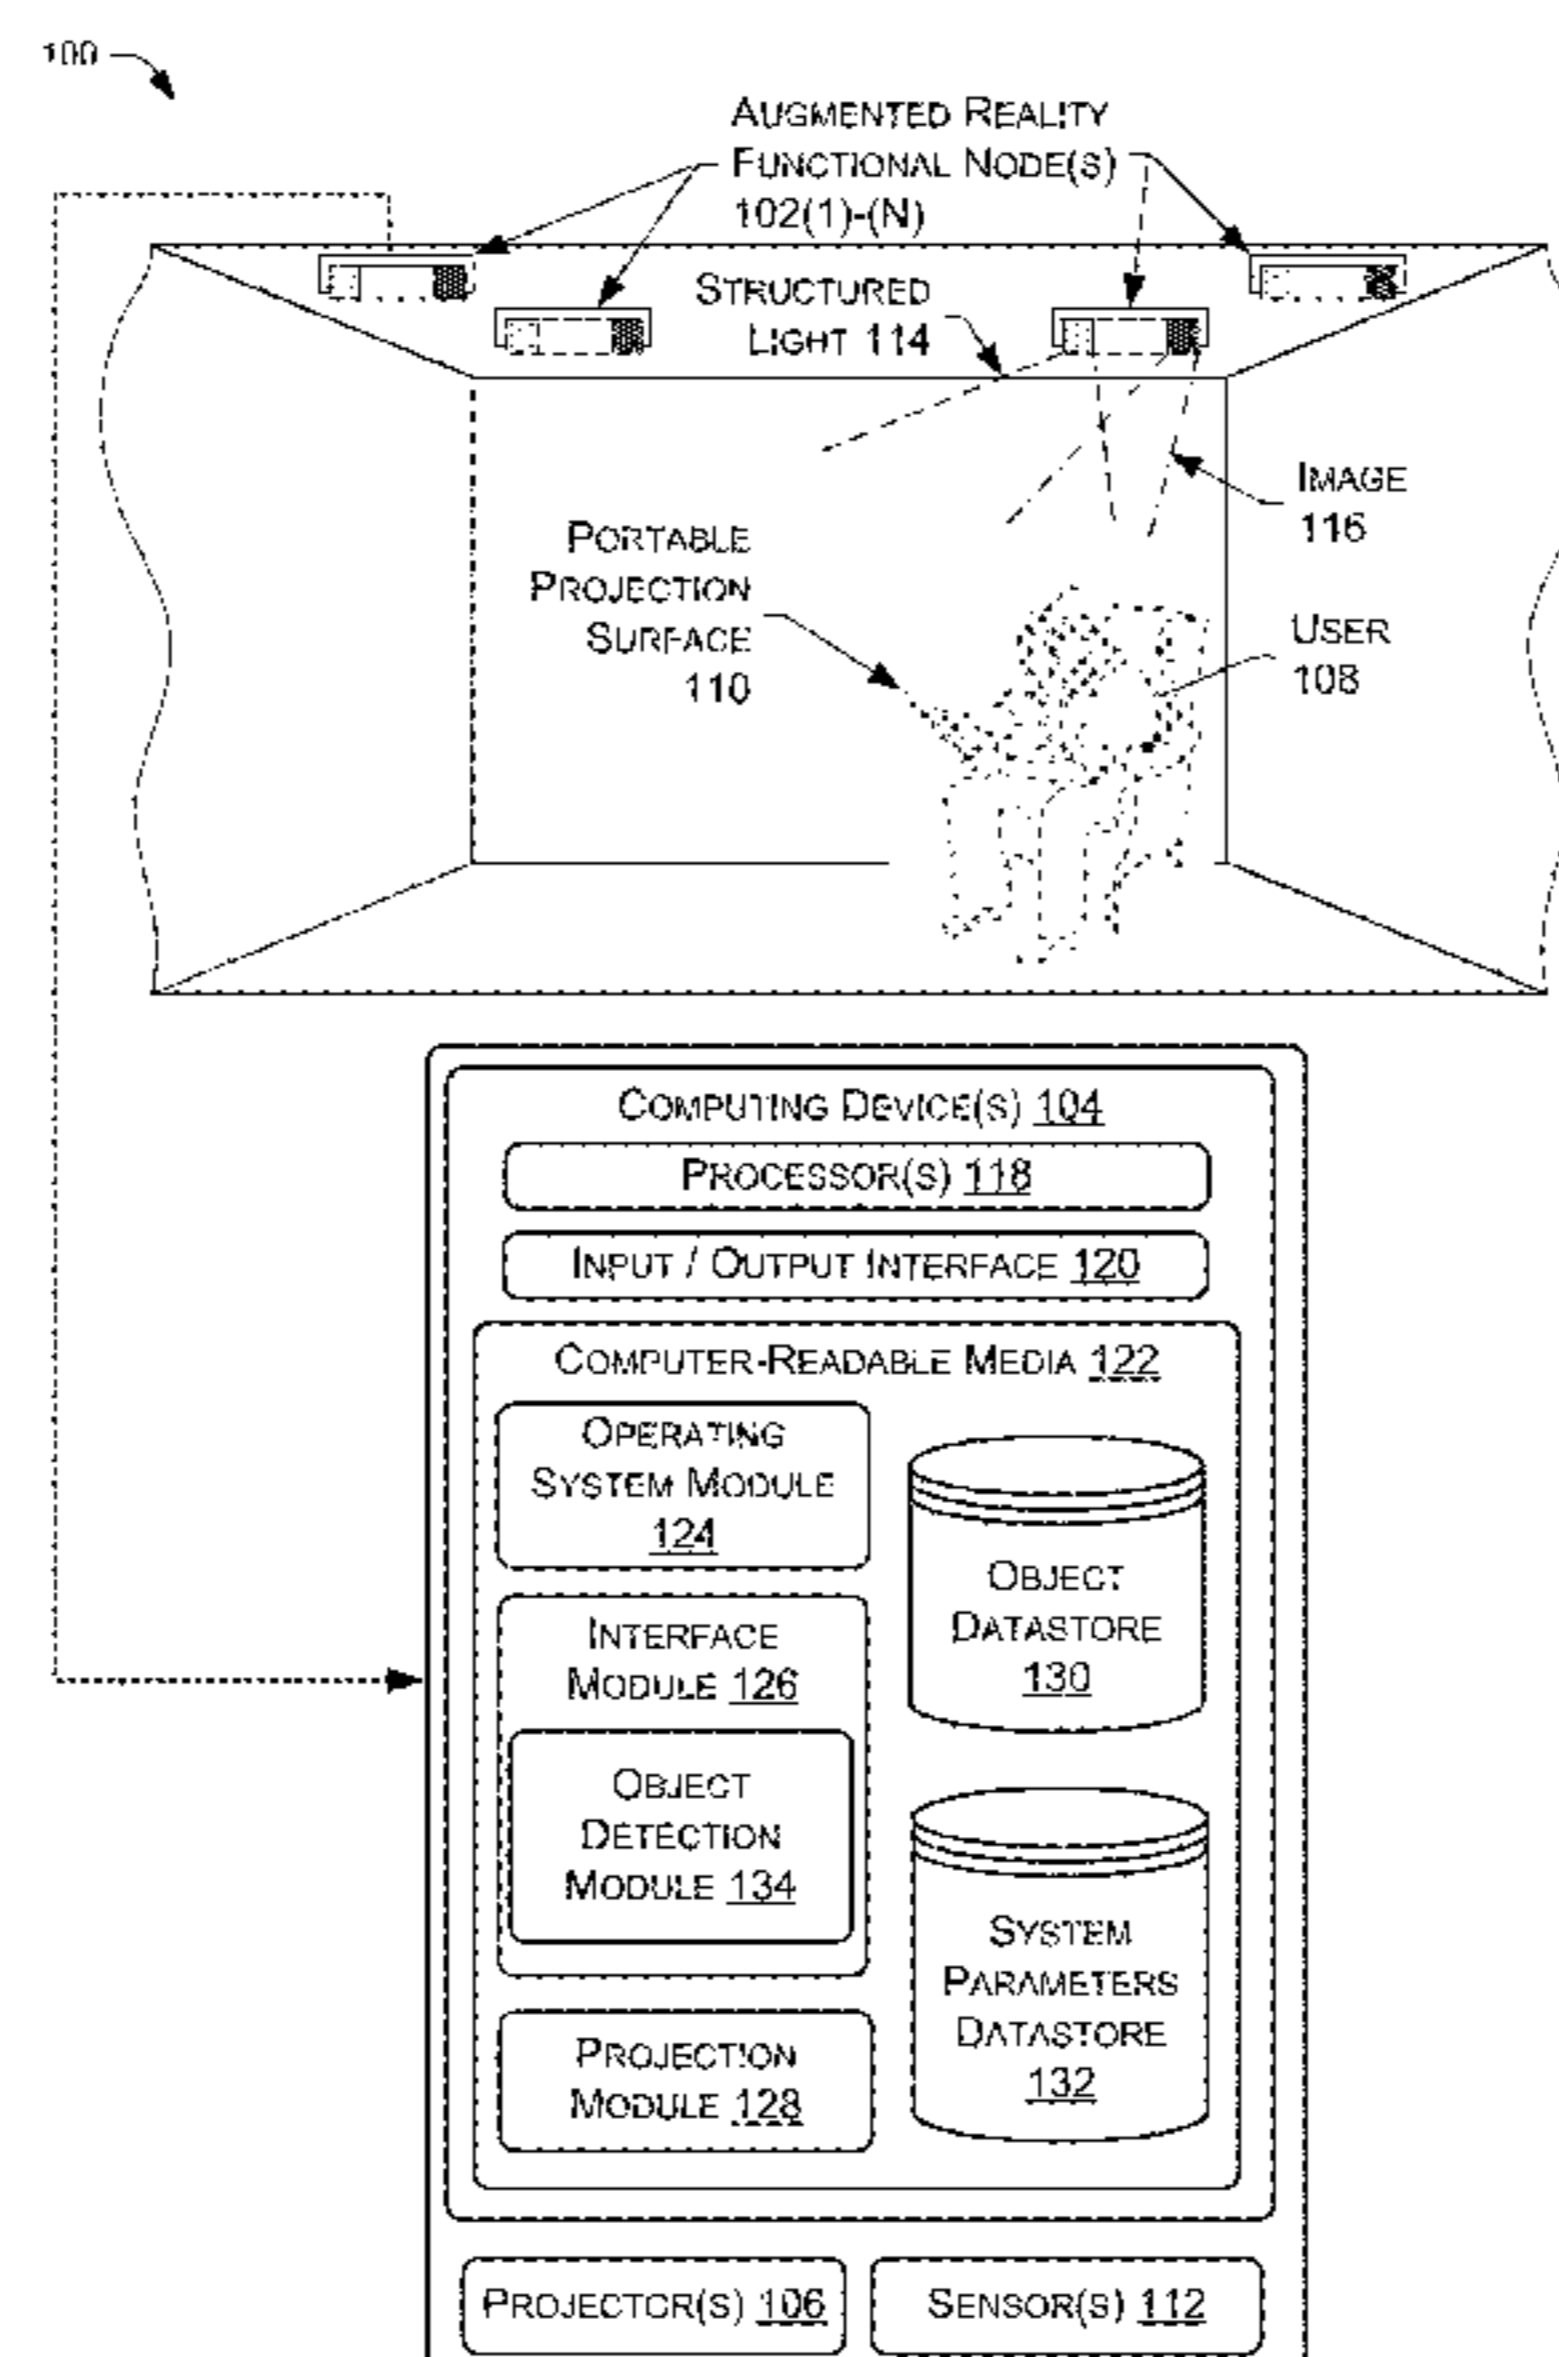 100
AUGMENTED REALITY
FUNCTIONAL NODE(S)
102(1)-(N)
STRUCTURED
LIGHT 114
IMAGE
116
PORTABLE
PROJECTION
SURFACE
110
USER
108
COMPUTING DEVICE(S) 104
PROCESSOR(S) 118
INPUT / OUTPUT INTERFACE 120
COMPUTER-READABLE MEDIA 122
OPERATING
SYSTEM MODULE
124
INTERFACE
MODULE 126
OBJECT
DETECTION
MODULE 134
PROJECTION
MODULE 128
OBJECT
DATASTORE
130
SYSTEM
PARAMETERS
DATASTORE
132
PROJECTOR(S) 106
SENSOR(S) 112